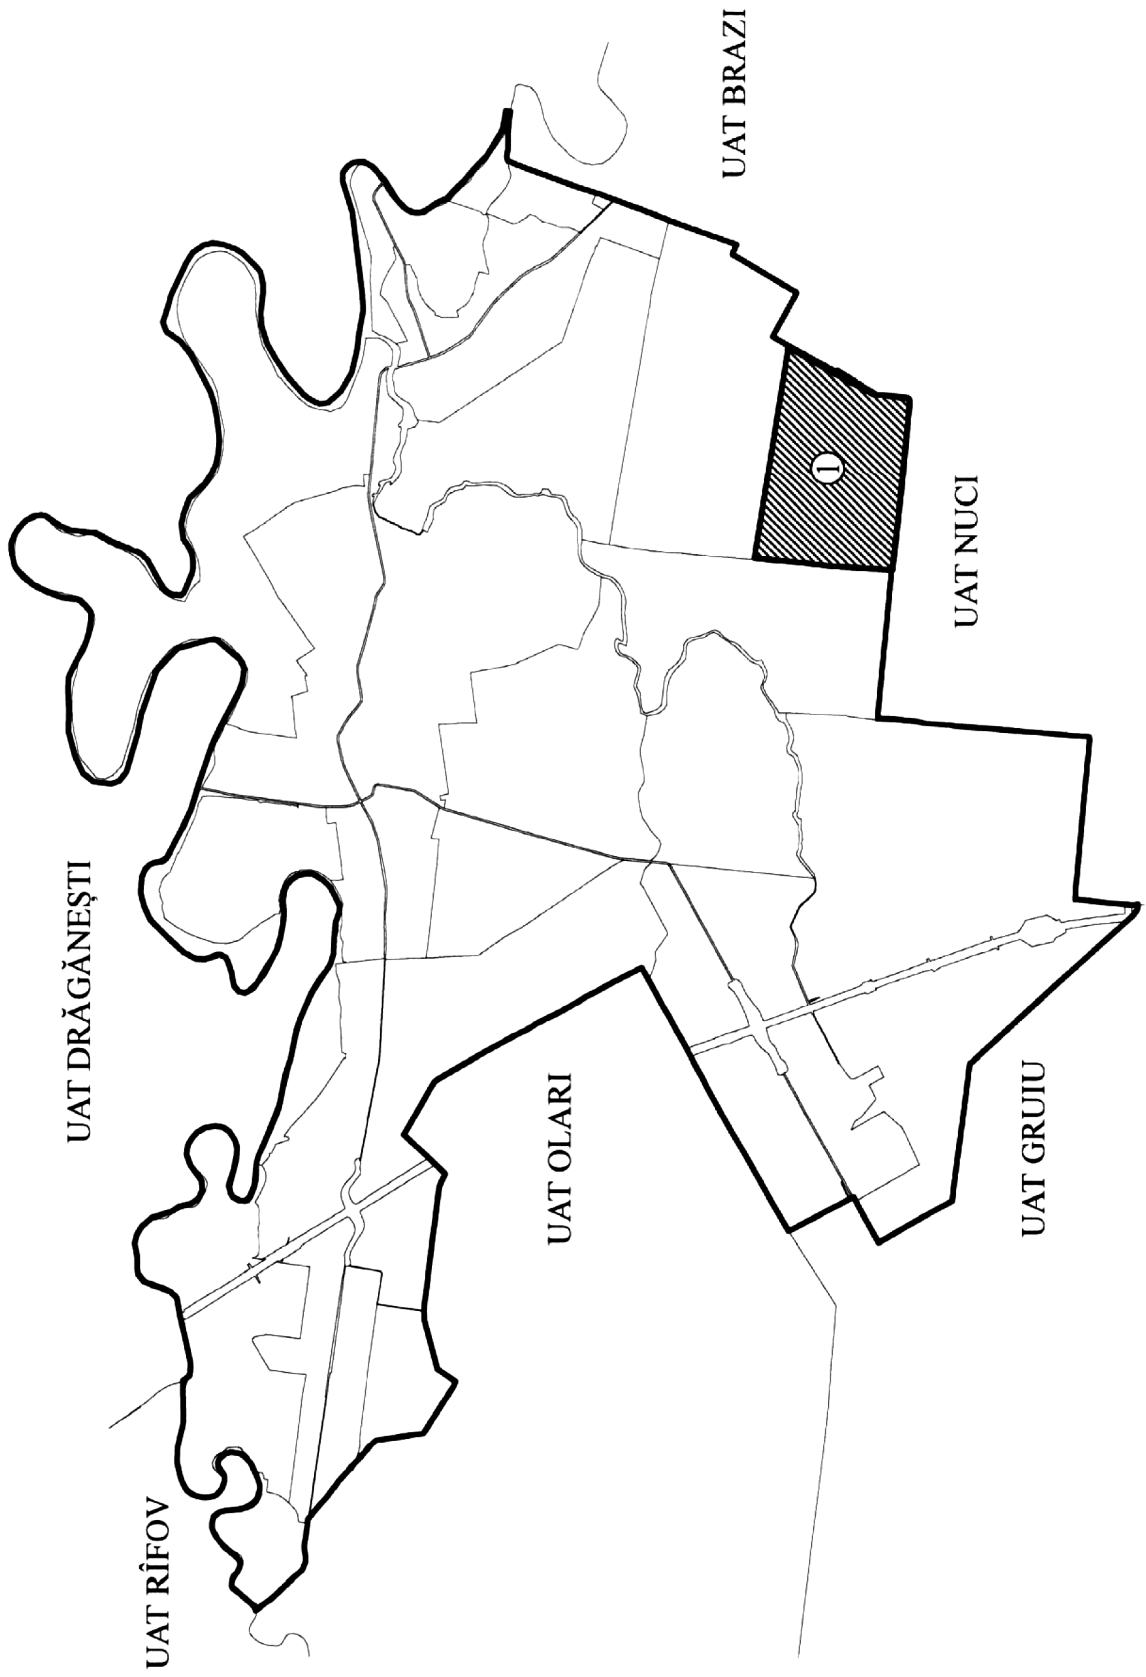 UAT RÎFOV
UAT DRĂGĂNEȘTI
UAT OLARI
UAT BRAZI
UAT NUCI
UAT GRUIU
1